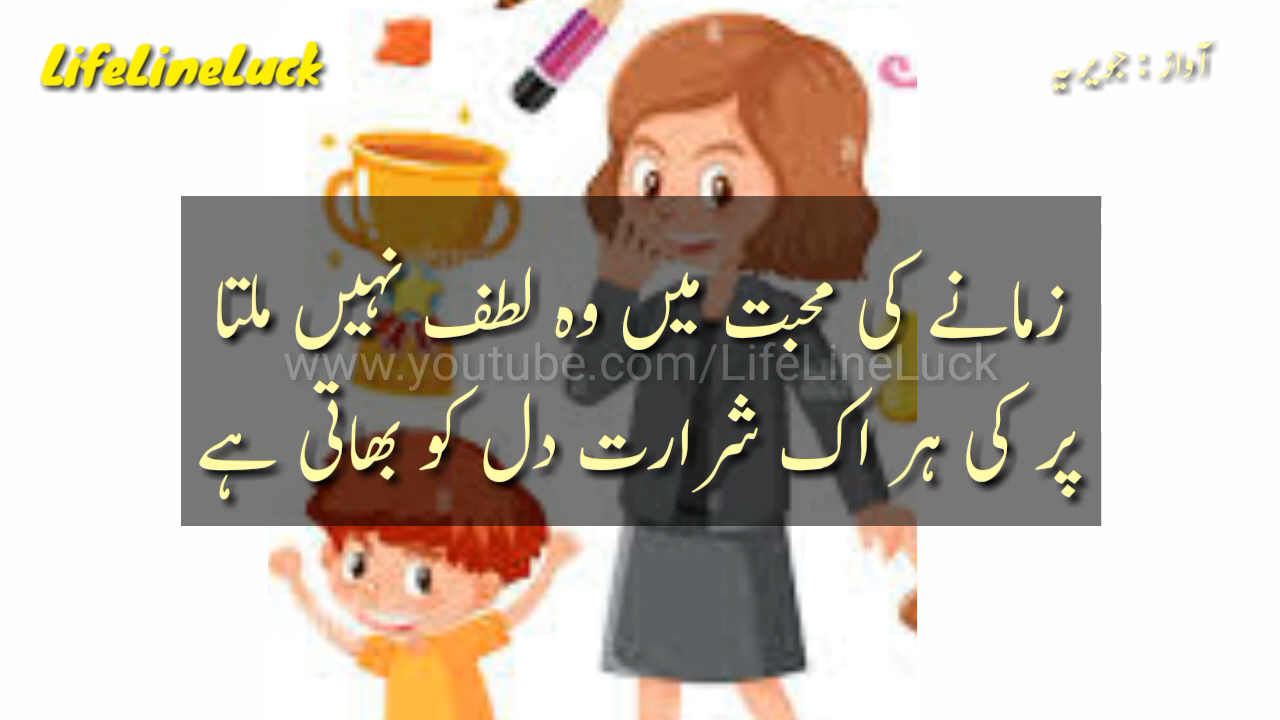 LifeLineLuck
آواز : جویریہ
زمانے کی محبت میں وہ لطف نہیں ملتا
www.youtube.com/LifeLineLuck
پر کی ہر اک شرارت دل کو بھاتی ہے